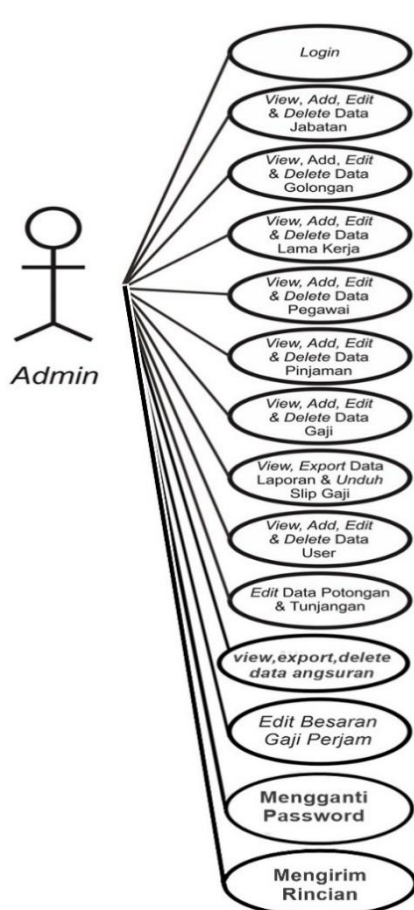 Login
View, Add, Edit
& Delete Data
Jabatan
View, Add, Edit
& Delete Data
Golongan
View, Add, Edit
& Delete Data
Lama Kerja
View, Add, Edit
& Delete Data
Pegawai
View, Add, Edit
& Delete Data
Pinjaman
View, Add, Edit
& Delete Data
Gaji
View, Export Data
Laporan & Unduh
Slip Gaji
View, Add, Edit
& Delete Data
User
Edit Data Potongan
& Tunjangan
view,export,delete
data angsuran
Edit Besaran
Gaji Perjam
Mengganti
Password
Mengirim
Rincian
Admin